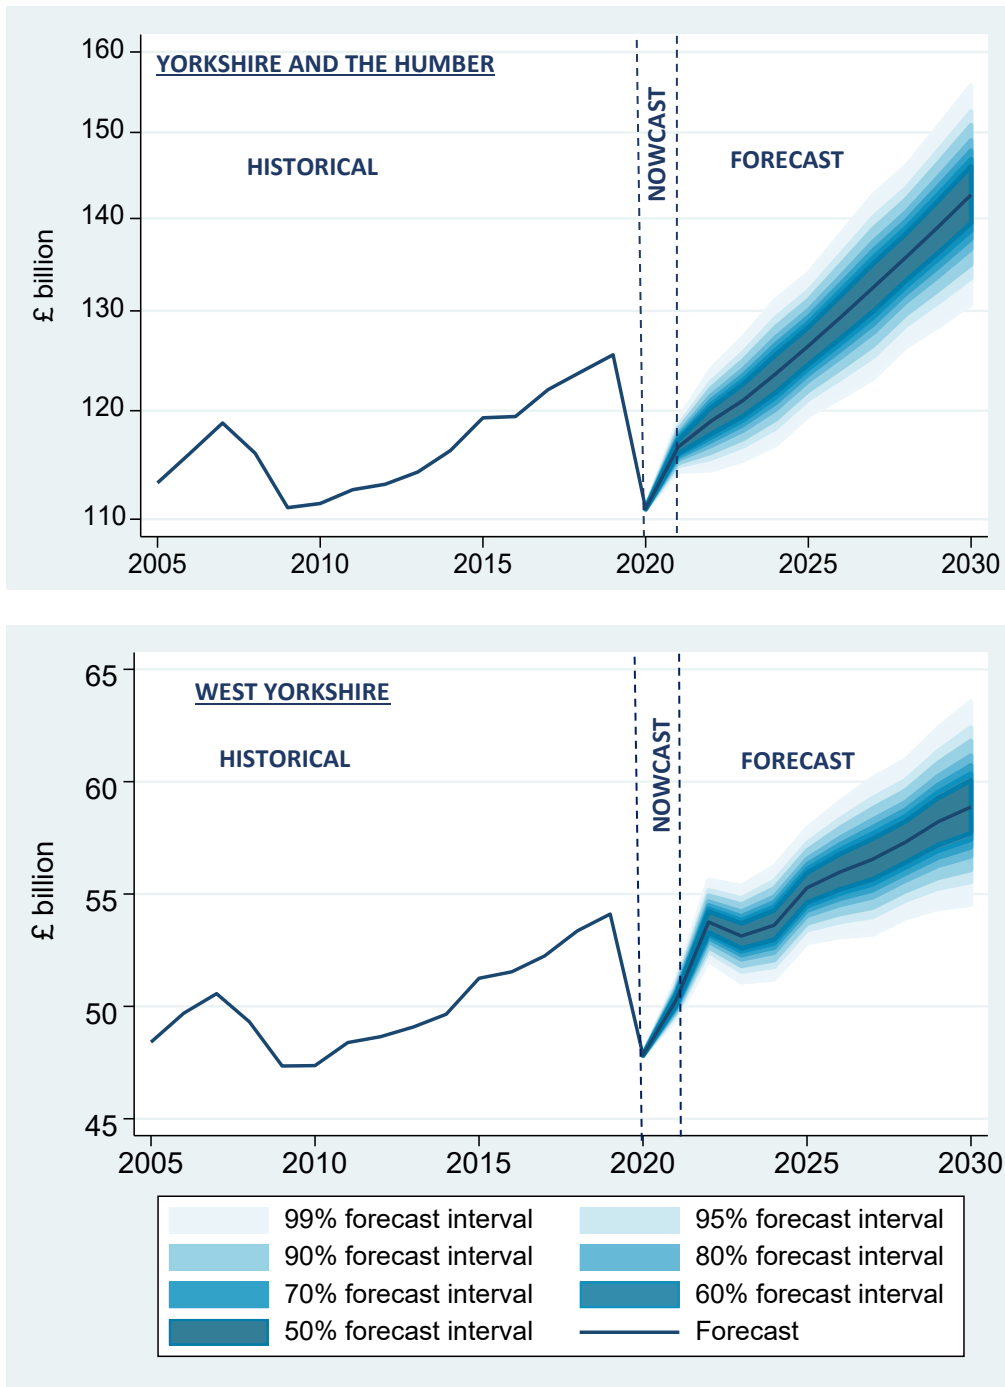 YORKSHIRE AND THE HUMBER
HISTORICAL
NOWCAST
FORECAST
£ billion
160
150
140
130
120
110
2005 2010 2015 2020 2025 2030
WEST YORKSHIRE
HISTORICAL
NOWCAST
FORECAST
£ billion
65
60
55
50
45
2005 2010 2015 2020 2025 2030
99% forecast interval 95% forecast interval
90% forecast interval 80% forecast interval
70% forecast interval 60% forecast interval
50% forecast interval Forecast